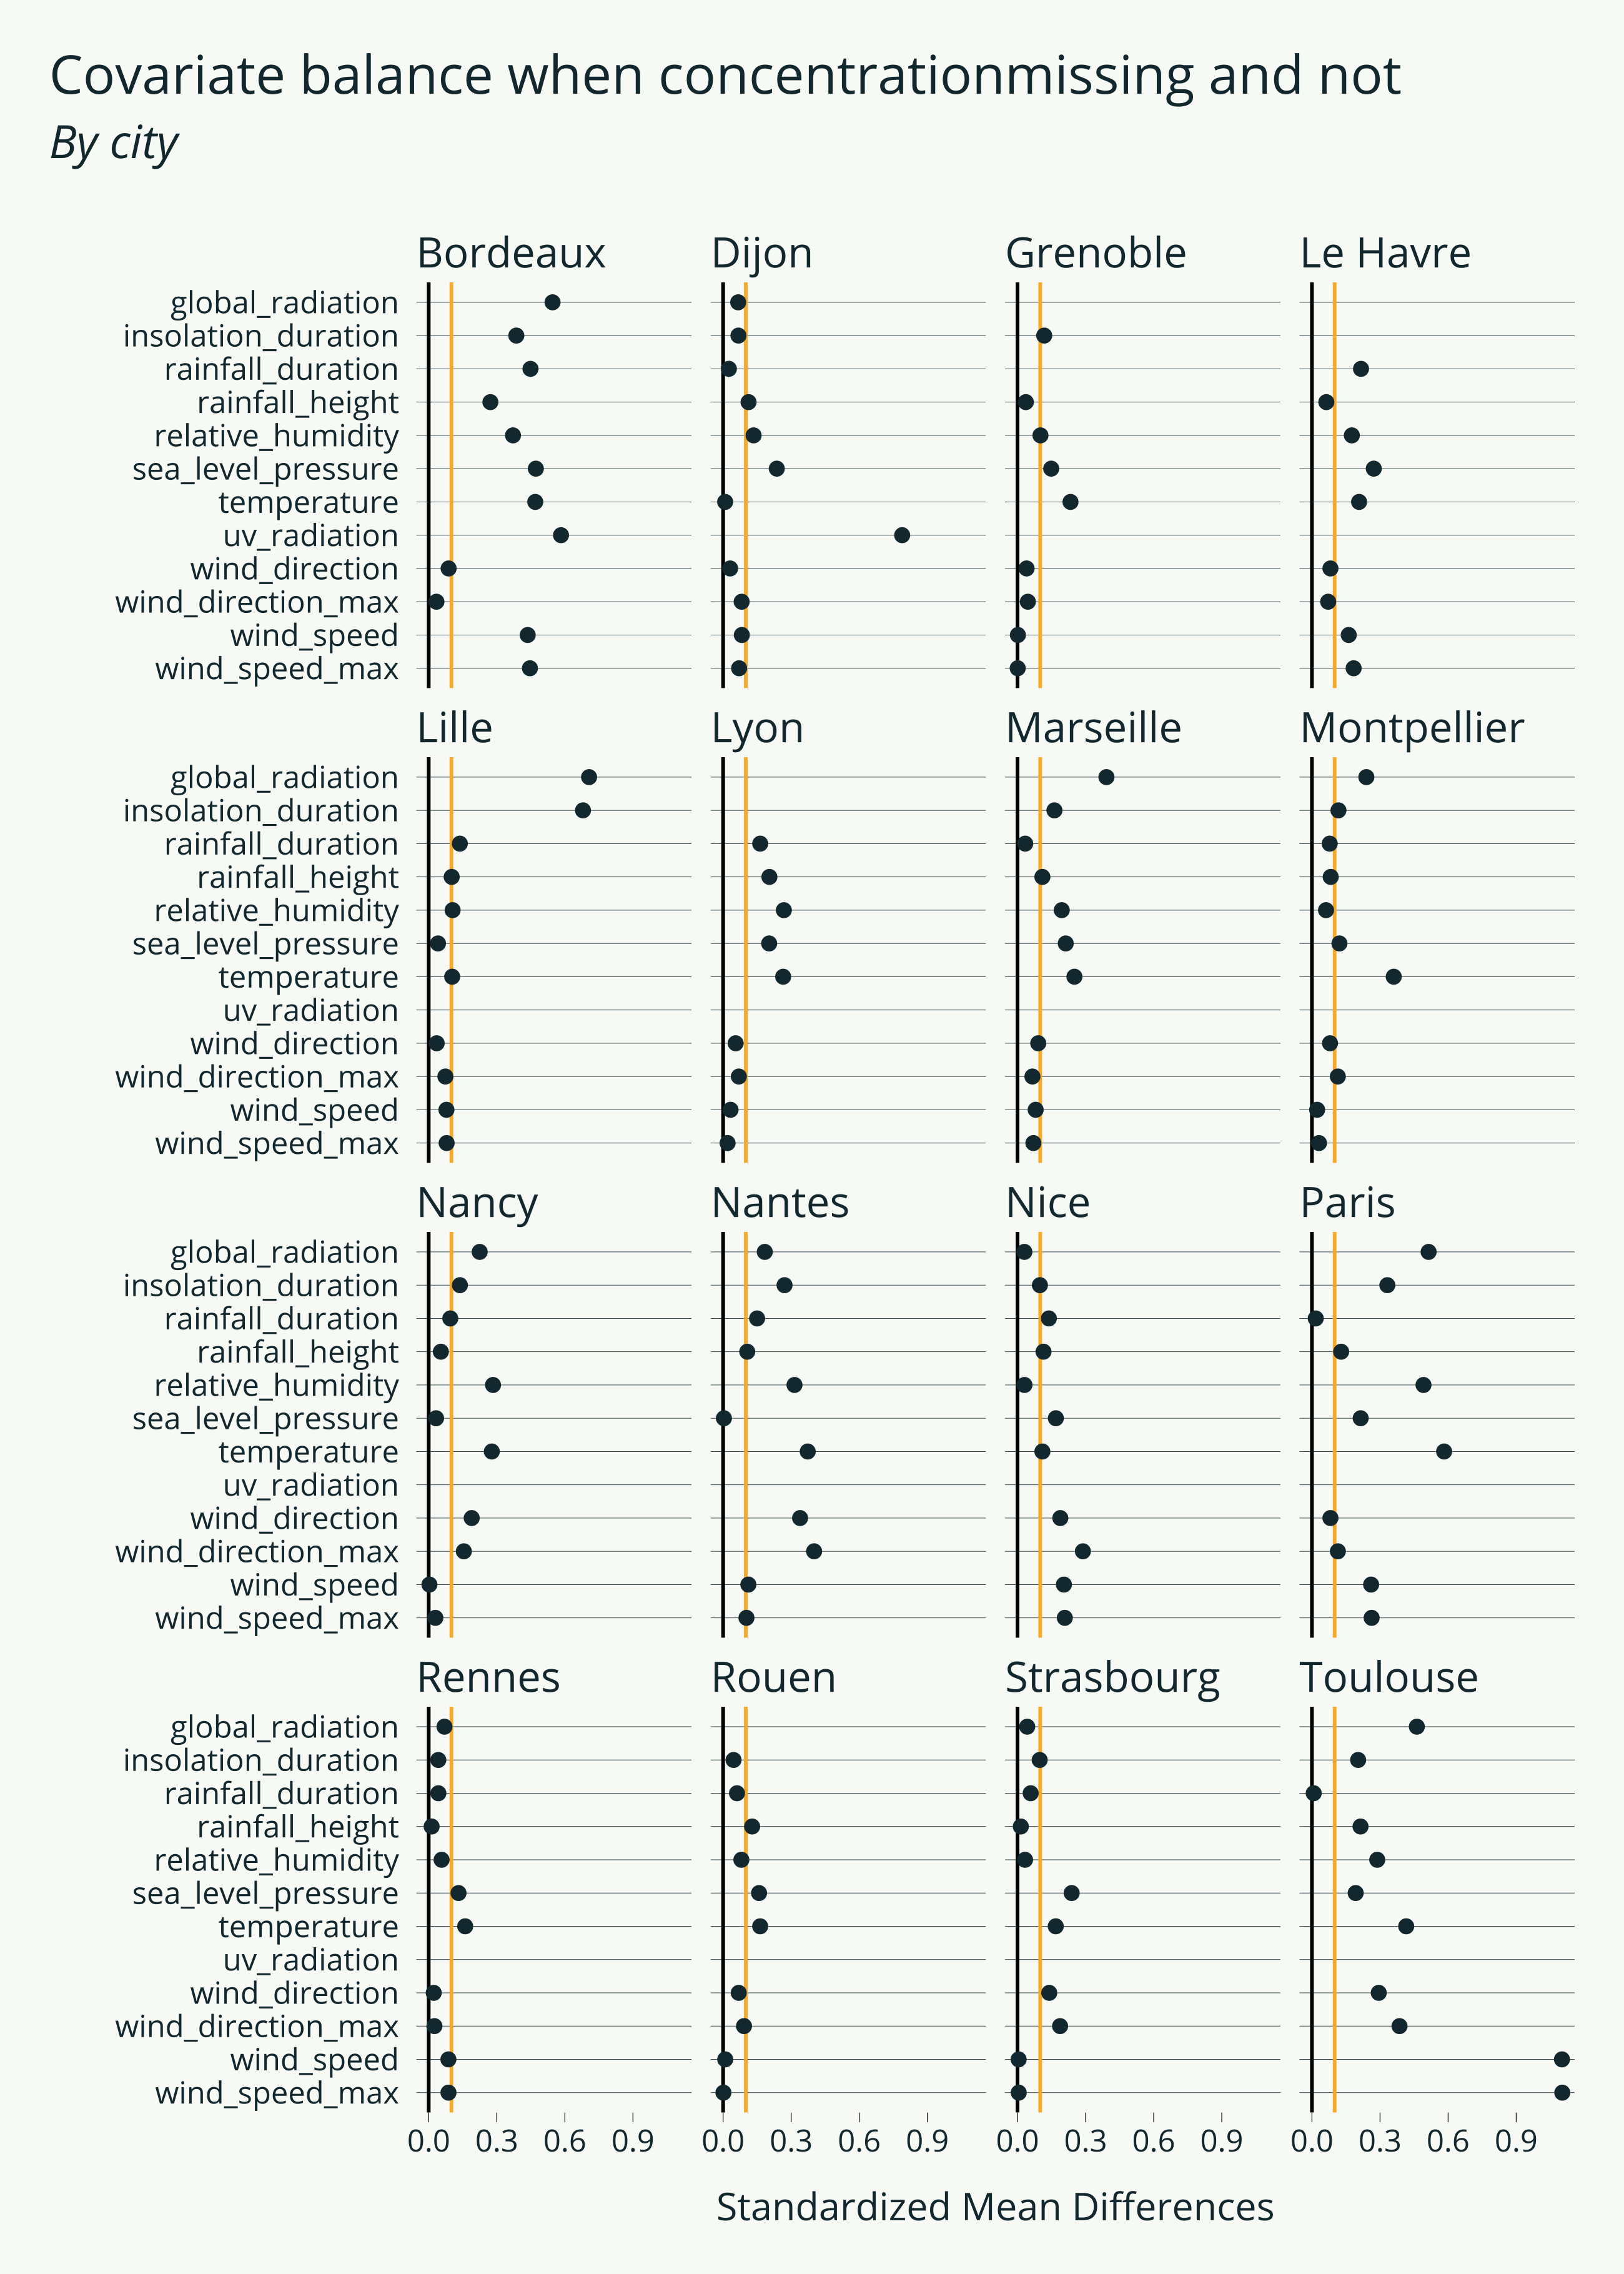 Covariate balance when concentrationmissing and not
By city
Bordeaux Dijon Grenoble Le Havre
global_radiation
insolation_duration
rainfall_duration
rainfall_height
relative_humidity
sea_level_pressure
temperature
uv_radiation
wind_direction
wind_direction_max
wind_speed
wind_speed_max
Lille Lyon Marseille Montpellier
global_radiation
insolation_duration
rainfall_duration
rainfall_height
relative_humidity
sea_level_pressure
temperature
uv_radiation
wind_direction
wind_direction_max
wind_speed
wind_speed_max
Nancy Nantes Nice Paris
global_radiation
insolation_duration
rainfall_duration
rainfall_height
relative_humidity
sea_level_pressure
temperature
uv_radiation
wind_direction
wind_direction_max
wind_speed
wind_speed_max
Rennes Rouen Strasbourg Toulouse
global_radiation
insolation_duration
rainfall_duration
rainfall_height
relative_humidity
sea_level_pressure
temperature
uv_radiation
wind_direction
wind_direction_max
wind_speed
wind_speed_max
0.0 0.3 0.6 0.9 0.0 0.3 0.6 0.9 0.0 0.3 0.6 0.9 0.0 0.3 0.6 0.9
Standardized Mean Differences